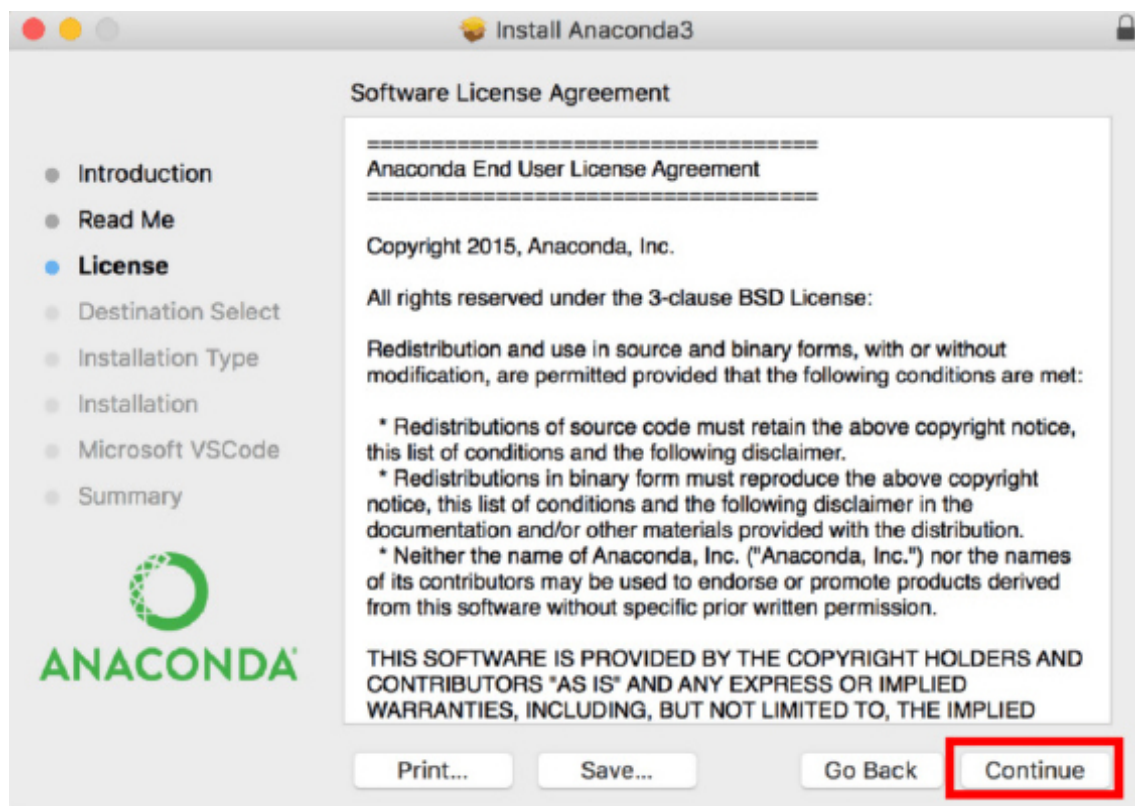 Install Anaconda3
Software License Agreement
Introduction
Read Me
License
Destination Select
Installation Type
Installation
Microsoft VSCode
Summary
ANACONDA
===================================
Anaconda End User License Agreement
===================================
Copyright 2015, Anaconda, Inc.
All rights reserved under the 3-clause BSD License:
Redistribution and use in source and binary forms, with or without
modification, are permitted provided that the following conditions are met:
* Redistributions of source code must retain the above copyright notice,
this list of conditions and the following disclaimer.
* Redistributions in binary form must reproduce the above copyright
notice, this list of conditions and the following disclaimer in the
documentation and/or other materials provided with the distribution.
* Neither the name of Anaconda, Inc. ("Anaconda, Inc.") nor the names
of its contributors may be used to endorse or promote products derived
from this software without specific prior written permission.
THIS SOFTWARE IS PROVIDED BY THE COPYRIGHT HOLDERS AND
CONTRIBUTORS "AS IS" AND ANY EXPRESS OR IMPLIED
WARRANTIES, INCLUDING, BUT NOT LIMITED TO, THE IMPLIED
Print...
Save...
Go Back
Continue